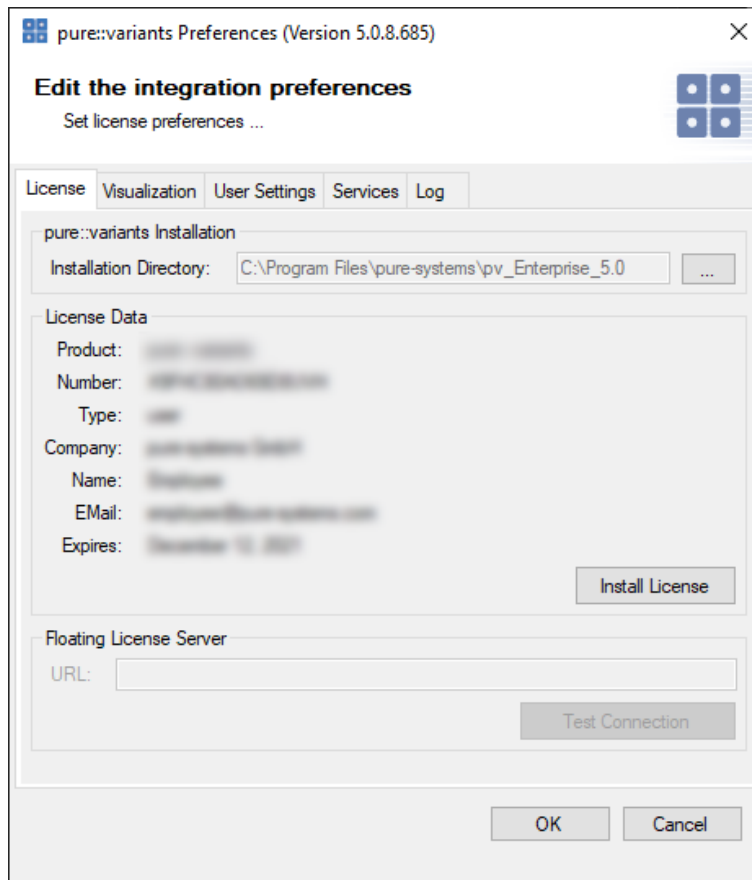 pure::variants Preferences (Version 5.0.8.685)
Edit the integration preferences
Set license preferences ...
License Visualization User Settings Services Log
pure::variants Installation
Installation Directory: C:\Program Files\pure-systems\pv_Enterprise_5.0 ...
License Data
Product:
Number:
Type:
Company:
Name:
EMail:
Expires:
Install License
Floating License Server
URL:
Test Connection
OK Cancel